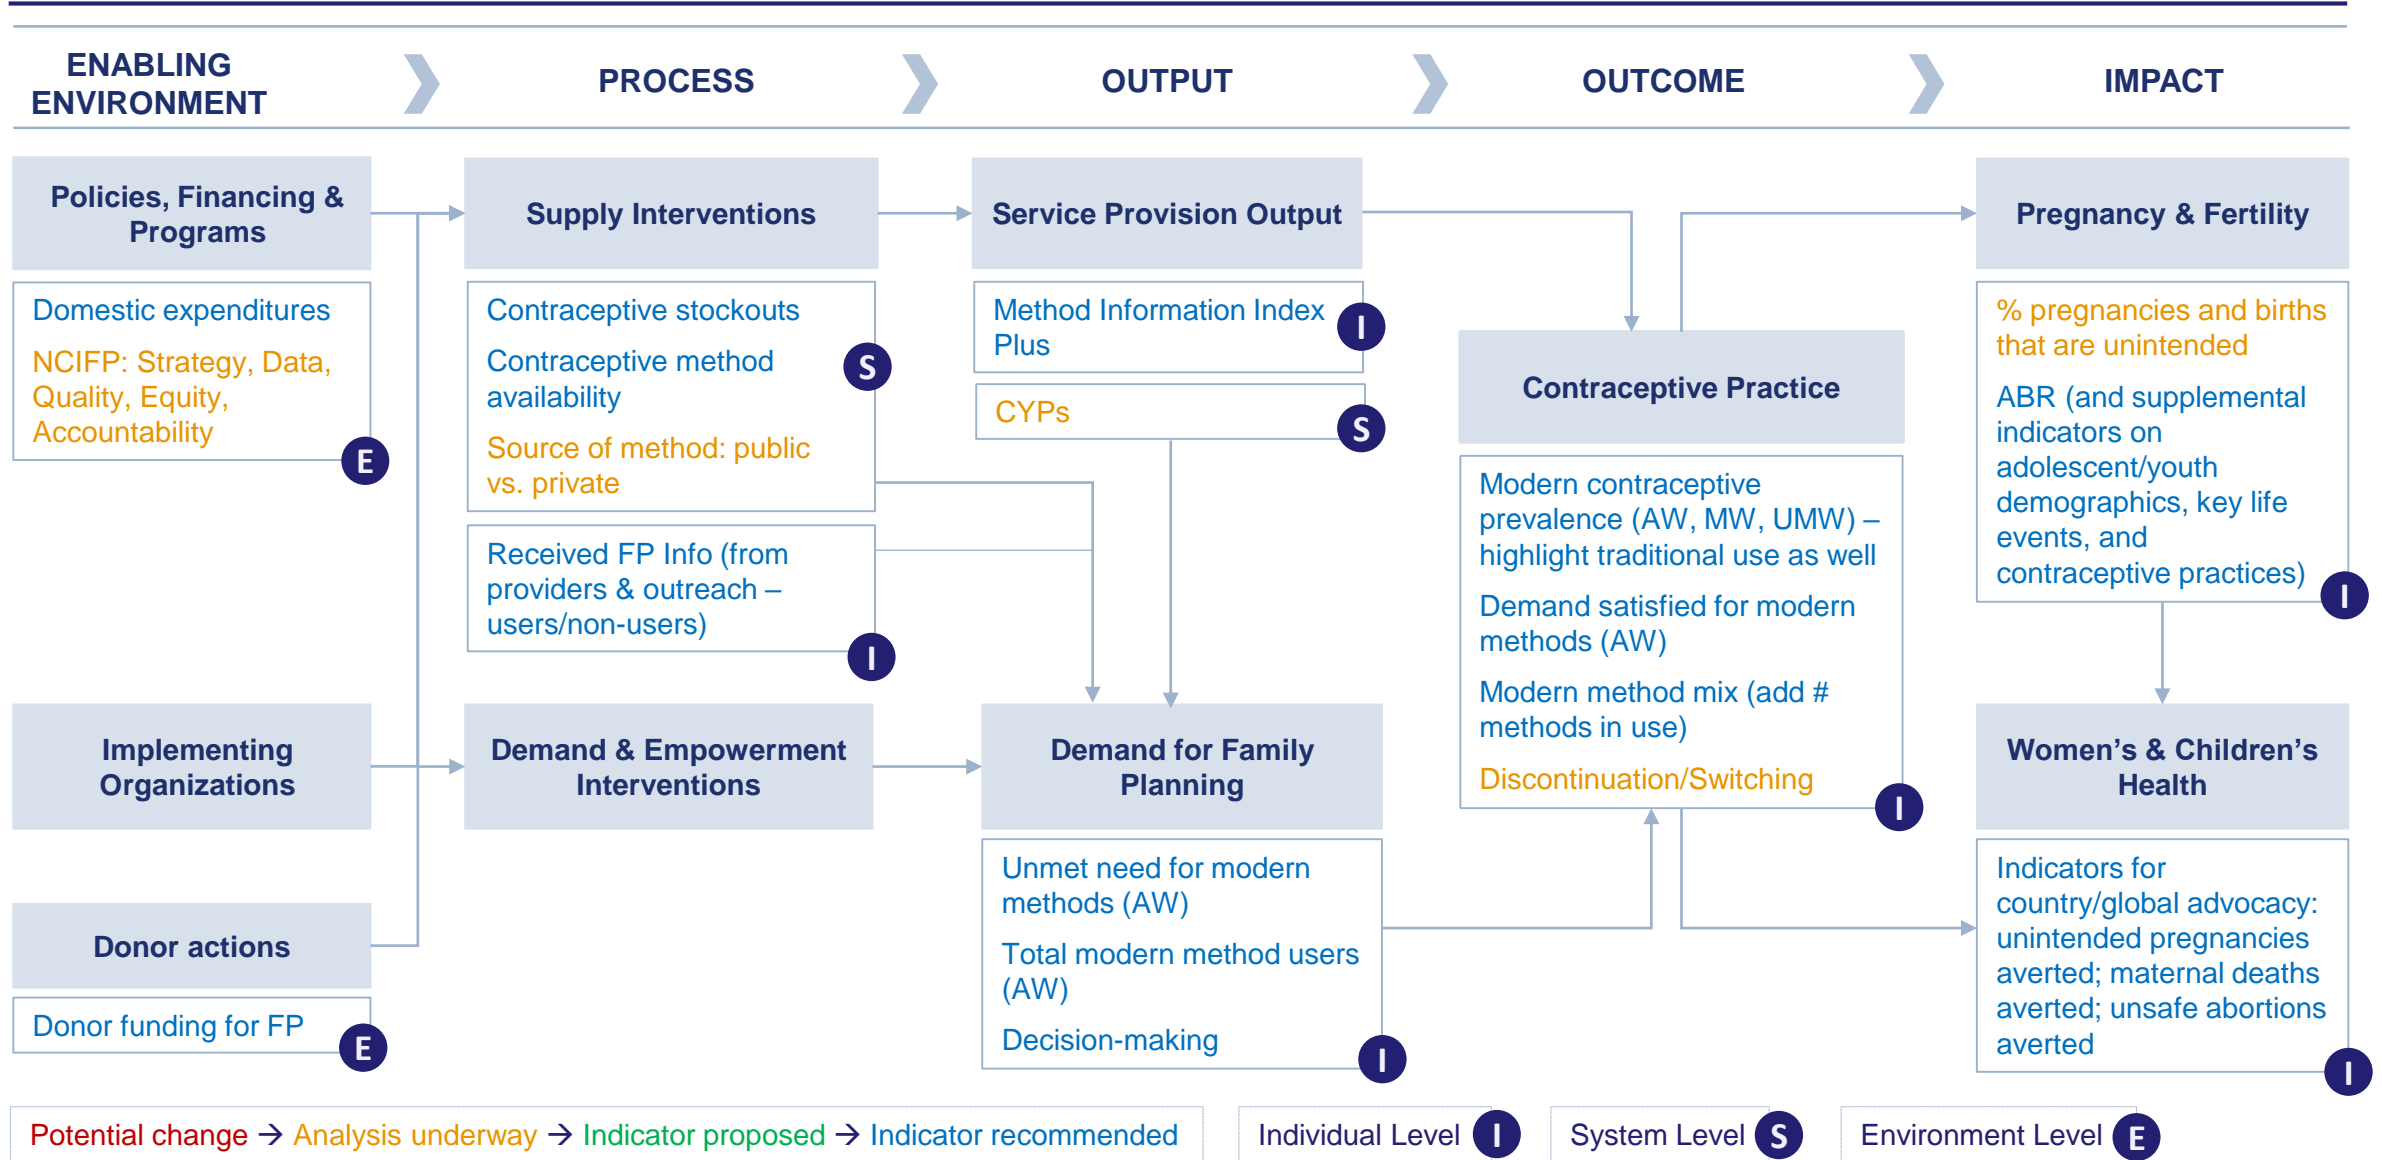 ENABLING
ENVIRONMENT
PROCESS
OUTPUT
OUTCOME
IMPACT
Policies, Financing &
Programs
Domestic expenditures
NCIFP: Strategy, Data,
Quality, Equity,
Accountability
E
Implementing
Organizations
Donor actions
Donor funding for FP
E
Supply Interventions
Contraceptive stockouts
Contraceptive method
availability
Source of method: public
vs. private
S
Received FP Info (from
providers & outreach –
users/non-users)
I
Demand & Empowerment
Interventions
Service Provision Output
Method Information Index
Plus
I
CYPs
S
Demand for Family
Planning
Unmet need for modern
methods (AW)
Total modern method users
(AW)
Decision-making
I
Contraceptive Practice
Modern contraceptive
prevalence (AW, MW, UMW) –
highlight traditional use as well
Demand satisfied for modern
methods (AW)
Modern method mix (add #
methods in use)
Discontinuation/Switching
I
Pregnancy & Fertility
% pregnancies and births
that are unintended
ABR (and supplemental
indicators on
adolescent/youth
demographics, key life
events, and
contraceptive practices)
I
Women’s & Children’s
Health
Indicators for
country/global advocacy:
unintended pregnancies
averted; maternal deaths
averted; unsafe abortions
averted
I
Potential change → Analysis underway → Indicator proposed → Indicator recommended
Individual Level I
System Level S
Environment Level E